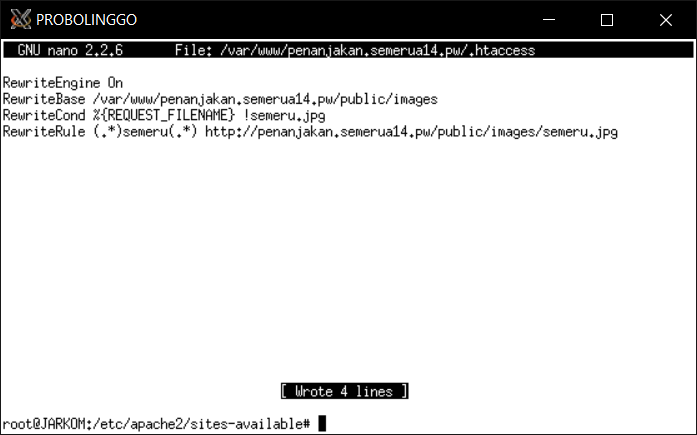 PROBOLINGGO
GNU nano 2.2.6 File: /var/www/penanjakan.semerua14.pw/.htaccess
RewriteEngine On
RewriteBase /var/www/penanjakan.semerua14.pw/public/images
RewriteCond %{REQUEST_FILENAME} !semeru.jpg
RewriteRule (.*)semeru(.*) http://penanjakan.semerua14.pw/public/images/semeru.jpg
[ Wrote 4 lines ]
root@JARKOM:/etc/apache2/sites-available#